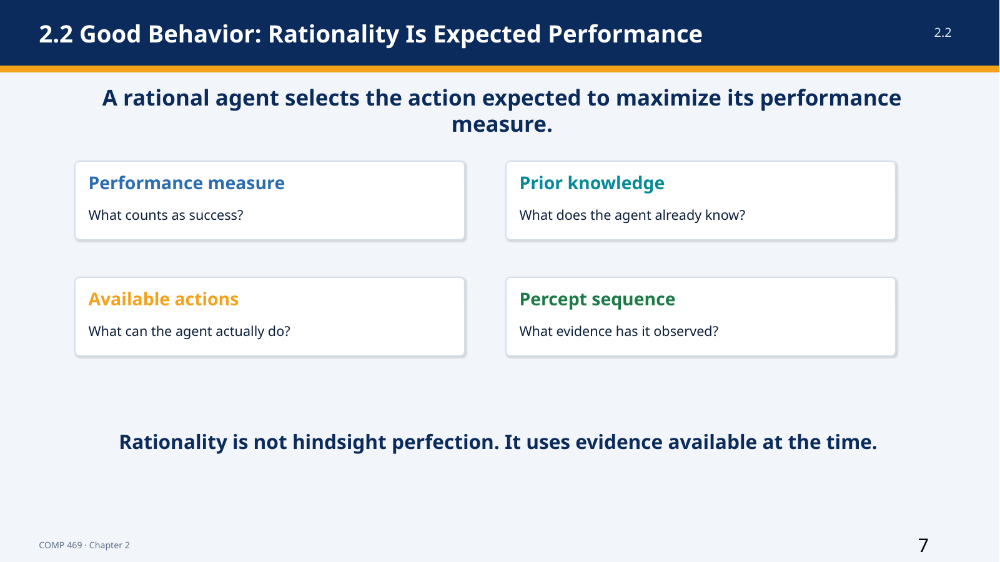 2.2 Good Behavior: Rationality Is Expected Performance
2.2
A rational agent selects the action expected to maximize its performance
measure.
Performance measure
What counts as success?
Prior knowledge
What does the agent already know?
Available actions
What can the agent actually do?
Percept sequence
What evidence has it observed?
Rationality is not hindsight perfection. It uses evidence available at the time.
COMP 469 · Chapter 2
7